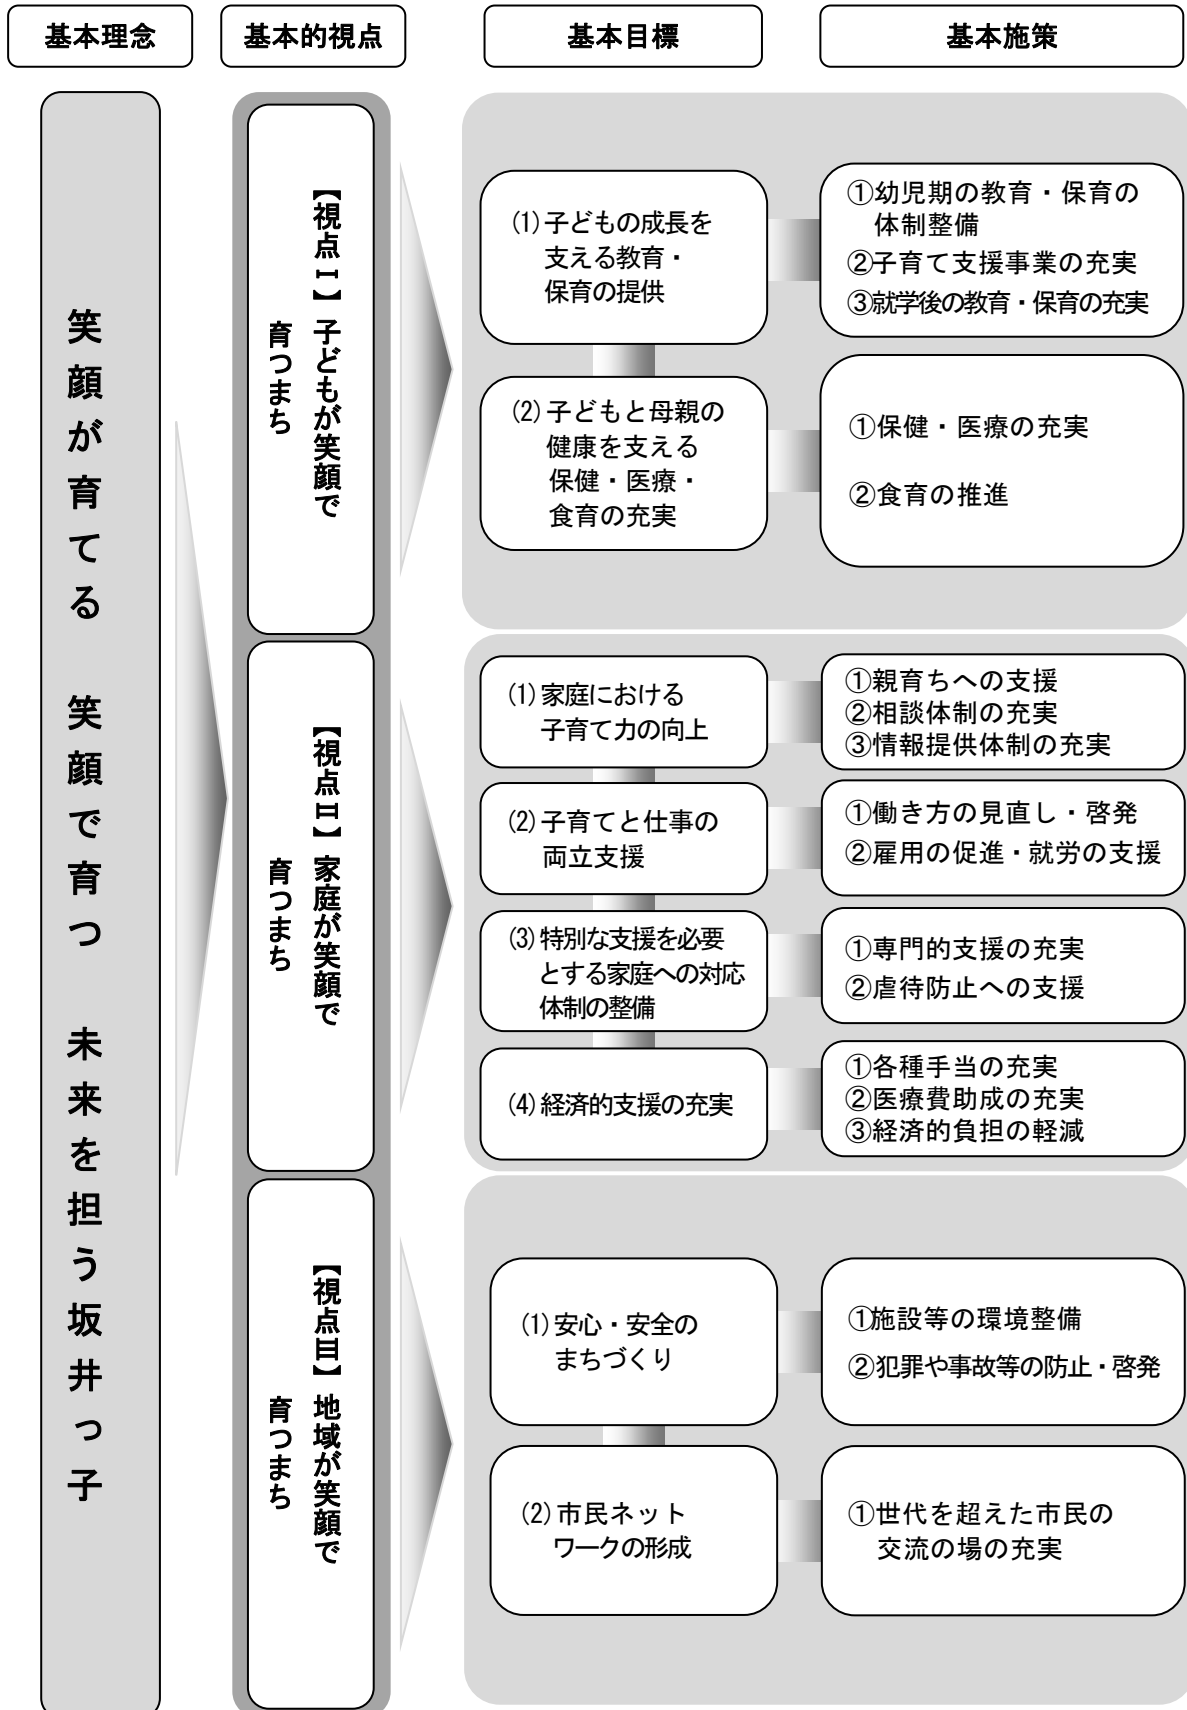 基本理念
基本的視点
基本目標
基本施策
笑顔が育てる 笑顔で育つ 未来を担う坂井っ子
【視点Ⅰ】子どもが笑顔で
育つまち
(1)子どもの成長を
支える教育・
保育の提供
①幼児期の教育・保育の
体制整備
②子育て支援事業の充実
③就学後の教育・保育の充実
(2)子どもと母親の
健康を支える
保健・医療・
食育の充実
①保健・医療の充実
②食育の推進
【視点Ⅱ】家庭が笑顔で
育つまち
(1)家庭における
子育て力の向上
①親育ちへの支援
②相談体制の充実
③情報提供体制の充実
(2)子育てと仕事の
両立支援
①働き方の見直し・啓発
②雇用の促進・就労の支援
(3)特別な支援を必要
とする家庭への対応
体制の整備
①専門的支援の充実
②虐待防止への支援
(4)経済的支援の充実
①各種手当の充実
②医療費助成の充実
③経済的負担の軽減
【視点Ⅲ】地域が笑顔で
育つまち
(1)安心・安全の
まちづくり
①施設等の環境整備
②犯罪や事故等の防止・啓発
(2)市民ネット
ワークの形成
①世代を超えた市民の
交流の場の充実